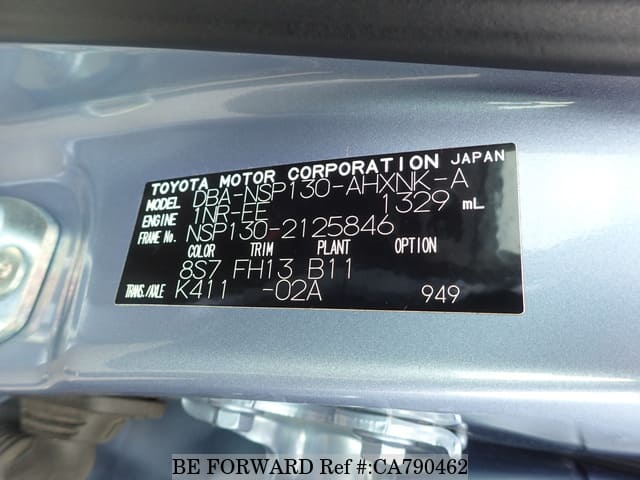 TOYOTA MOTOR CORPORATION JAPAN
MODEL DBA-NSP130-AHXNK-A
ENGINE 1NR-FE 1329 mL
FRAME No. NSP130-2125846
COLOR TRIM PLANT OPTION
8S7 FH13 B11
TRANS./AXLE K411 -02A 949
BE FORWARD Ref #:CA790462